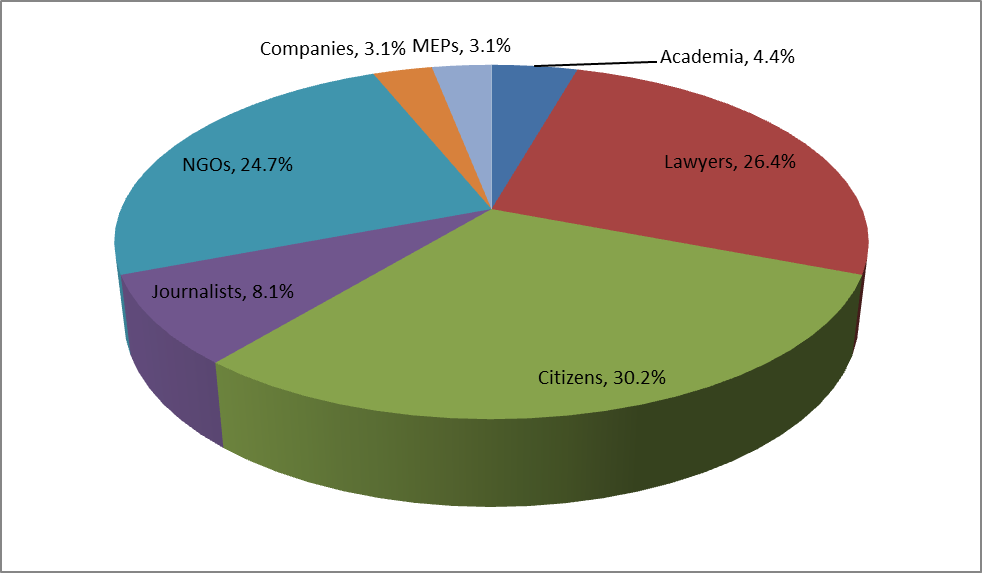 Companies, 3.1%
MEPs, 3.1%
Academia, 4.4%
NGOs, 24.7%
Lawyers, 26.4%
Journalists, 8.1%
Citizens, 30.2%